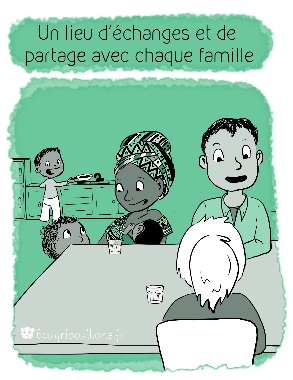 Un lieu d'échanges et de
partage avec chaque famille